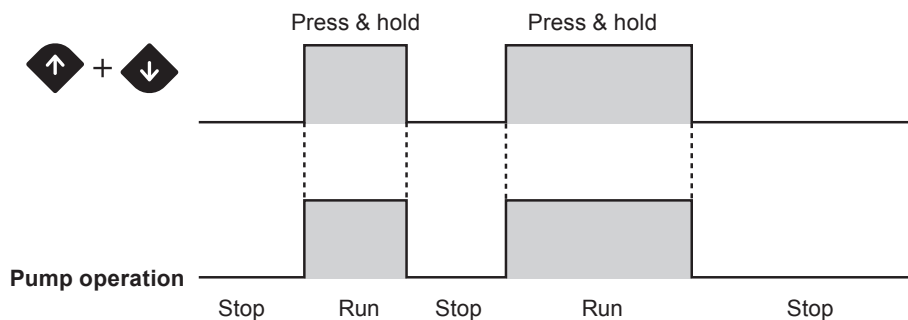 Press & hold Press & hold
+
Pump operation
Stop Run Stop Run Stop